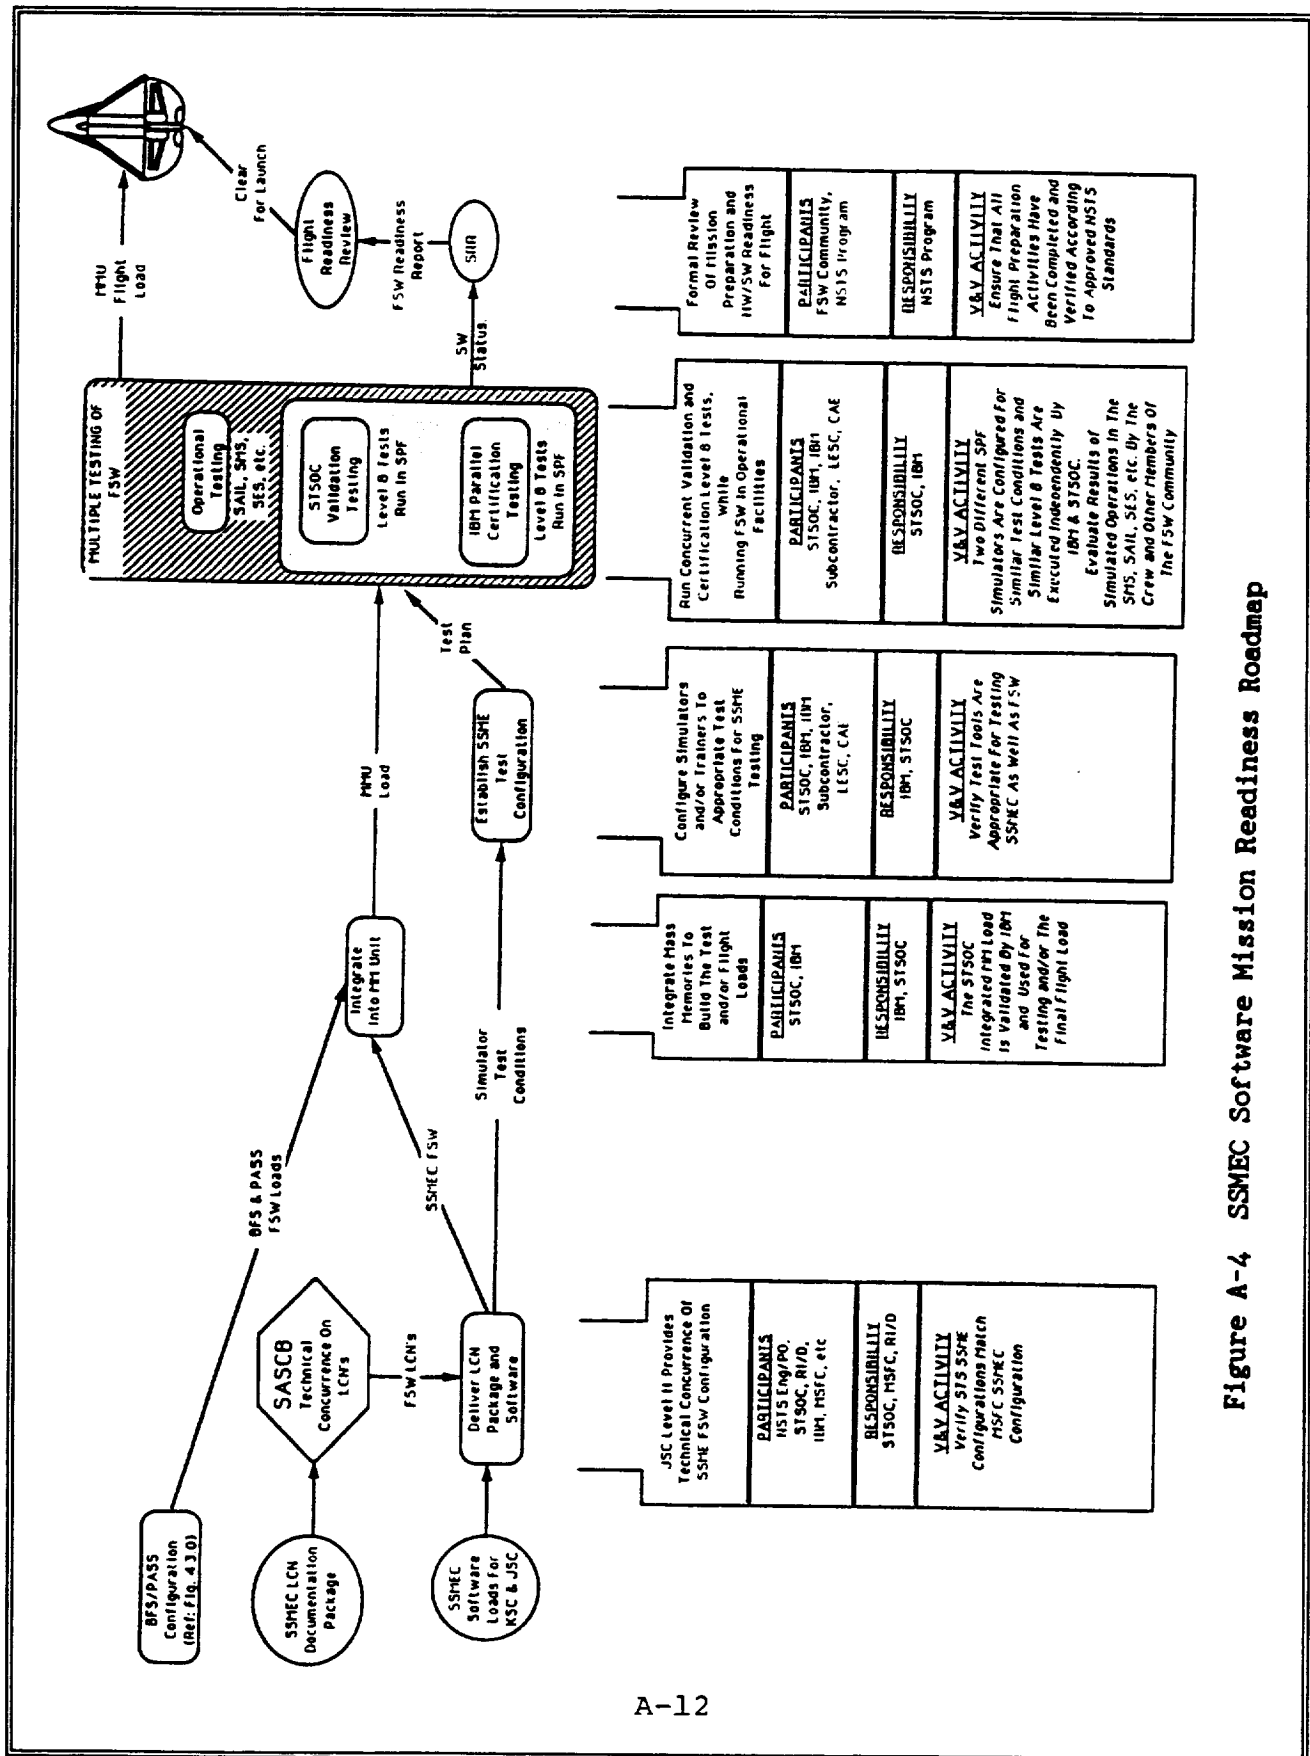 BFS/PASS
Configuration
(Ref: Fig. 4.3.0)
SSMEC LCN
Documentation
Package
SSMEC
Software
Loads For
KSC & JSC
SASCB
Technical
Concurrence On
LCN's
FSW LCN's
Deliver LCN
Package and
Software
BFS & PASS
FSW Loads
SSMEC FSW
Simulator
Test
Conditions
Integrate
Into MM Unit
MMU
Load
Establish SSME
Test
Configuration
Test
Plan
MULTIPLE TESTING OF
FSW
Operational
Testing
SAIL, SMS,
SES, etc.
STSOC
Validation
Testing
Level 8 Tests
Run In SPF
IBM Parallel
Certification
Testing
Level 8 Tests
Run In SPF
MMU
Flight
Load
SW
Status
FSW Readiness
Report
Flight
Readiness
Review
Clear
For Launch
JSC Level II Provides
Technical Concurrence Of
SSME FSW Configuration
PARTICIPANTS
NSTS Eng/PO,
STSOC, RI/D,
IBM, MSFC, etc
RESPONSIBILITY
STSOC, MSFC, RI/D
V&V ACTIVITY
Verify STS SSME
Configurations Match
MSFC SSMEC
Configuration
Integrate Mass
Memories To
Build The Test
and/or Flight
Loads
PARTICIPANTS
STSOC, IBM
RESPONSIBILITY
IBM, STSOC
V&V ACTIVITY
The STSOC
Integrated MM Load
Is Validated By IBM
and Used For
Testing and/or The
Final Flight Load
Configure Simulators
and/or Trainers To
Appropriate Test
Conditions For SSME
Testing
PARTICIPANTS
STSOC, IBM, IBM
Subcontractor,
LESC, CAE
RESPONSIBILITY
IBM, STSOC
V&V ACTIVITY
Verify Test Tools Are
Appropriate For Testing
SSMEC As Well As FSW
Run Concurrent Validation and
Certification Level 8 Tests,
While
Running FSW In Operational
Facilities
PARTICIPANTS
STSOC, IBM, IBM
Subcontractor, LESC, CAE
RESPONSIBILITY
STSOC, IBM
V&V ACTIVITY
Two Different SPF
Simulators Are Configured For
Similar Test Conditions and
Similar Level 8 Tests Are
Executed Independently By
IBM & STSOC.
Evaluate Results of
Simulated Operations In The
SMS, SAIL, SES, etc. By The
Crew and Other Members Of
The FSW Community
Formal Review
Of Mission
Preparation and
HW/SW Readiness
For Flight
PARTICIPANTS
FSW Community,
NSTS Program
RESPONSIBILITY
NSTS Program
V&V ACTIVITY
Ensure That All
Flight Preparation
Activities Have
Been Completed and
Verified According
To Approved NSTS
Standards
Figure A-4 SSMEC Software Mission Readiness Roadmap
A-12